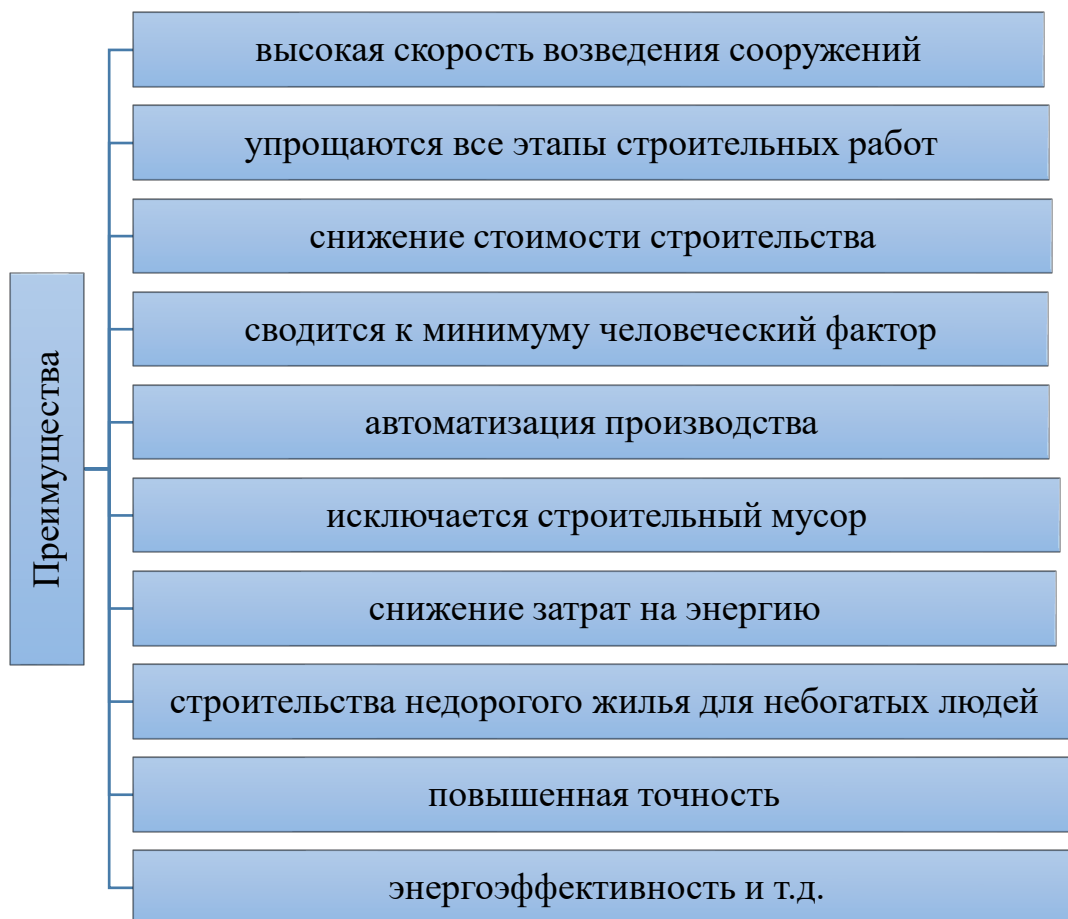 Преимущества
высокая скорость возведения сооружений
упрощаются все этапы строительных работ
снижение стоимости строительства
сводится к минимуму человеческий фактор
автоматизация производства
исключается строительный мусор
снижение затрат на энергию
строительства недорогого жилья для небогатых людей
повышенная точность
энергоэффективность и т.д.